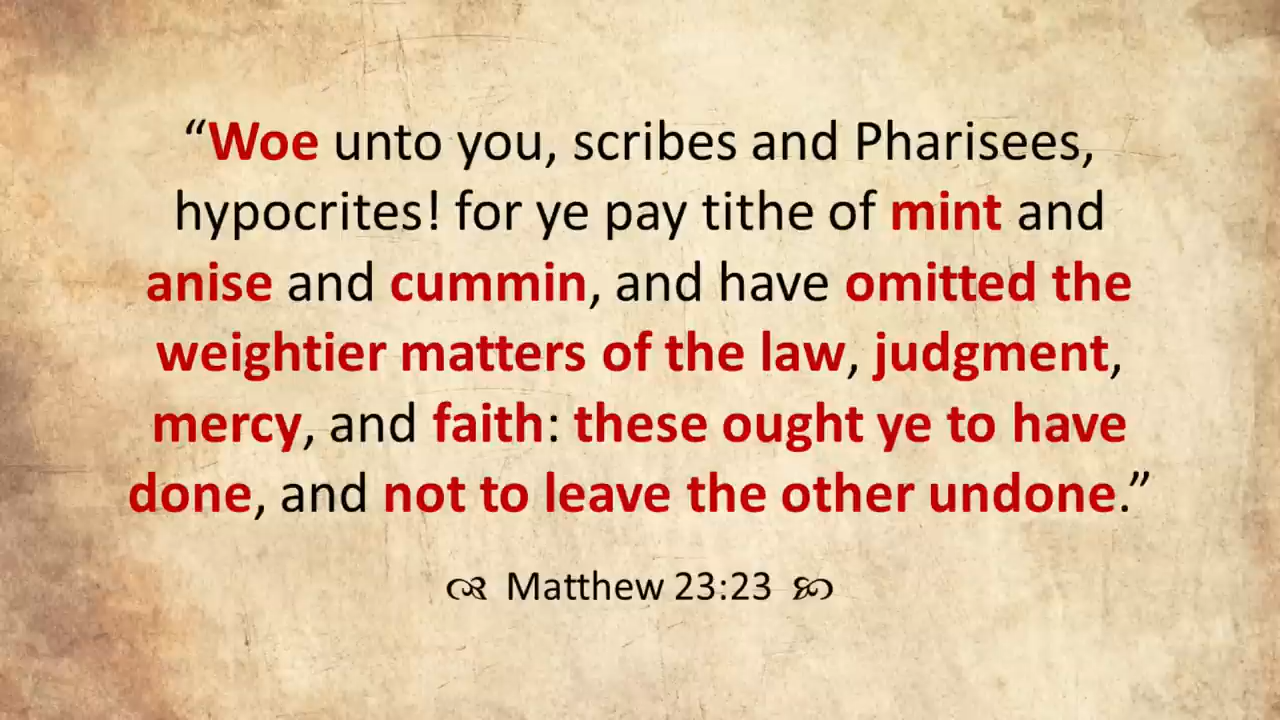 “Woe unto you, scribes and Pharisees,
hypocrites! for ye pay tithe of mint and
anise and cummin, and have omitted the
weightier matters of the law, judgment,
mercy, and faith: these ought ye to have
done, and not to leave the other undone.”
Matthew 23:23